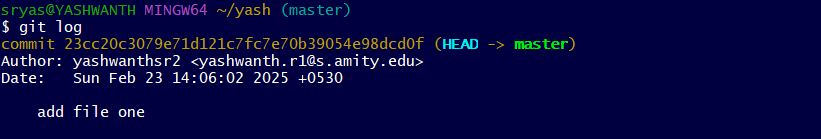 sryas@YASHWANTH MINGW64 ~/yash (master)
$ git log
commit 23cc20c3079e71d121c7fc7e70b39054e98dcd0f (HEAD -> master)
Author: yashwanthsr2 <yashwanth.r1@s.amity.edu>
Date:   Sun Feb 23 14:06:02 2025 +0530
    add file one